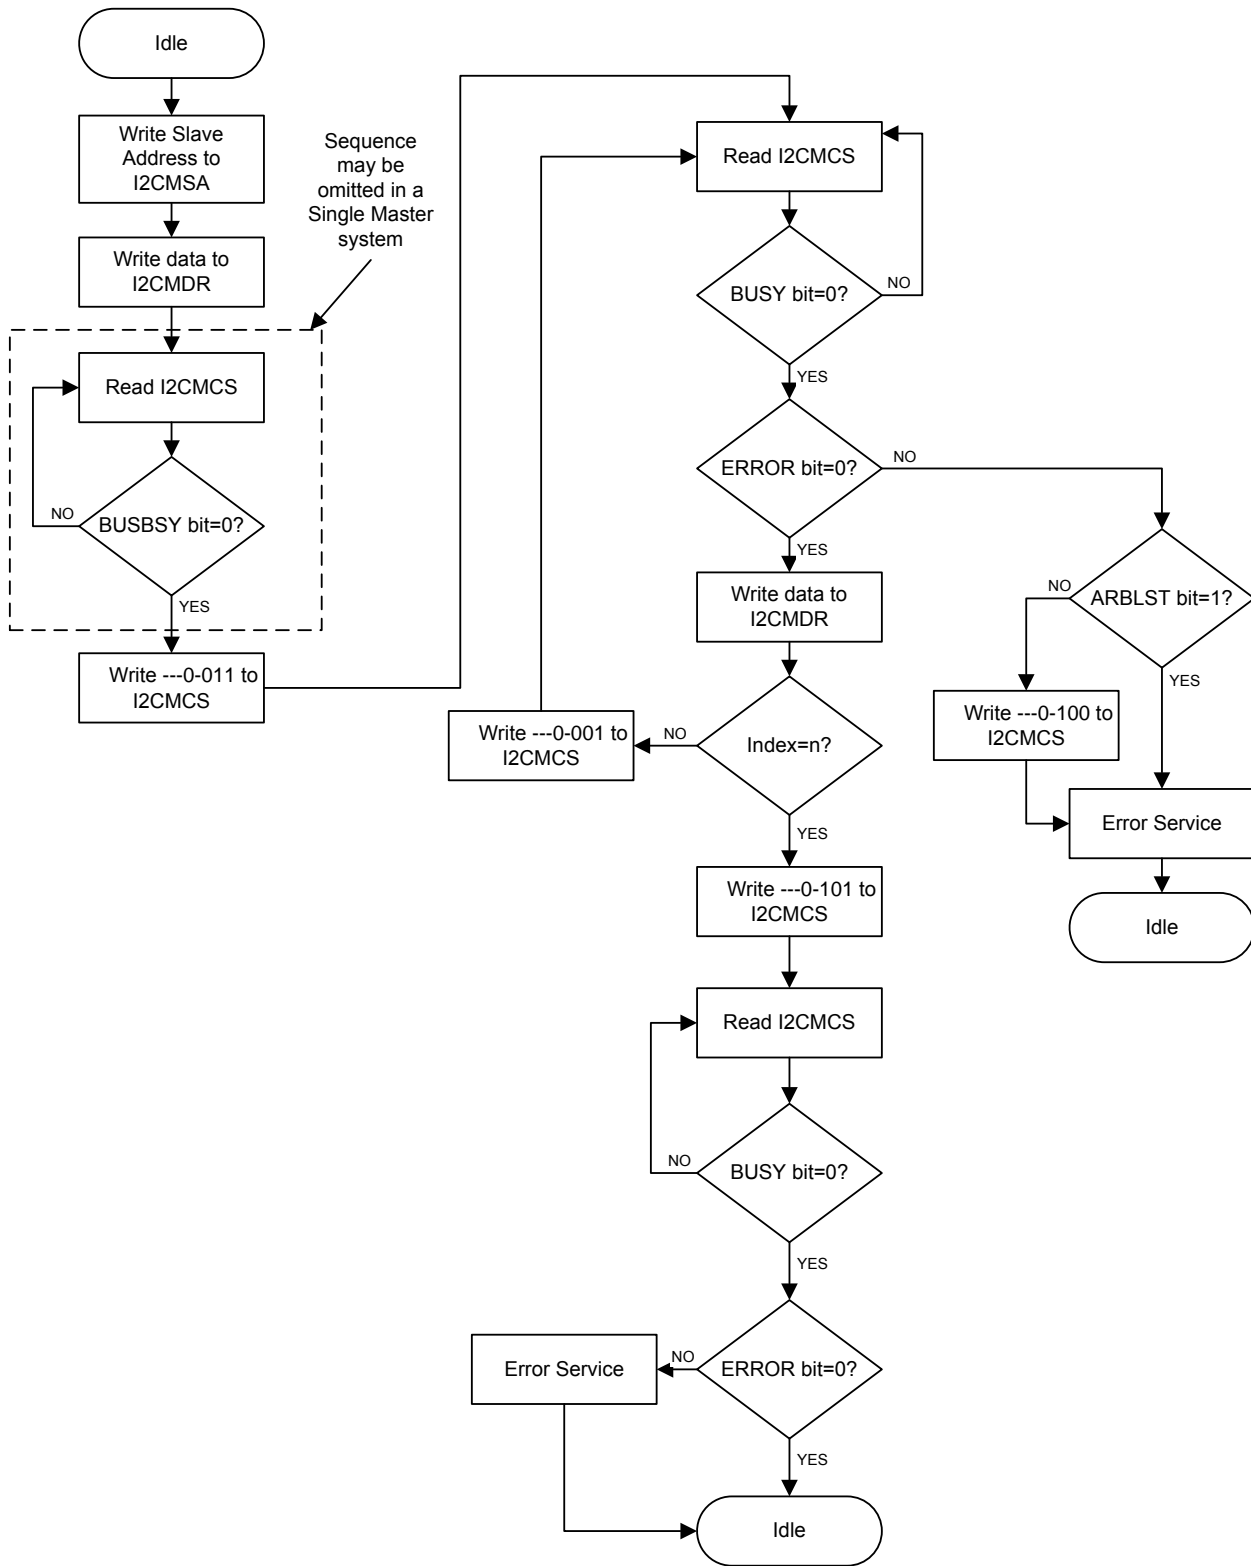 Idle
Write Slave
Address to
I2CMSA
Write data to
I2CMDR
Sequence
may be
omitted in a
Single Master
system
Read I2CMCS
BUSBSY bit=0?
NO
YES
Write ---0-011 to
I2CMCS
Read I2CMCS
BUSY bit=0?
NO
YES
ERROR bit=0?
NO
YES
Write data to
I2CMDR
Index=n?
NO
Write ---0-001 to
I2CMCS
YES
ARBLST bit=1?
NO
YES
Write ---0-100 to
I2CMCS
Error Service
Idle
Write ---0-101 to
I2CMCS
Read I2CMCS
BUSY bit=0?
NO
YES
ERROR bit=0?
NO
Error Service
YES
Idle